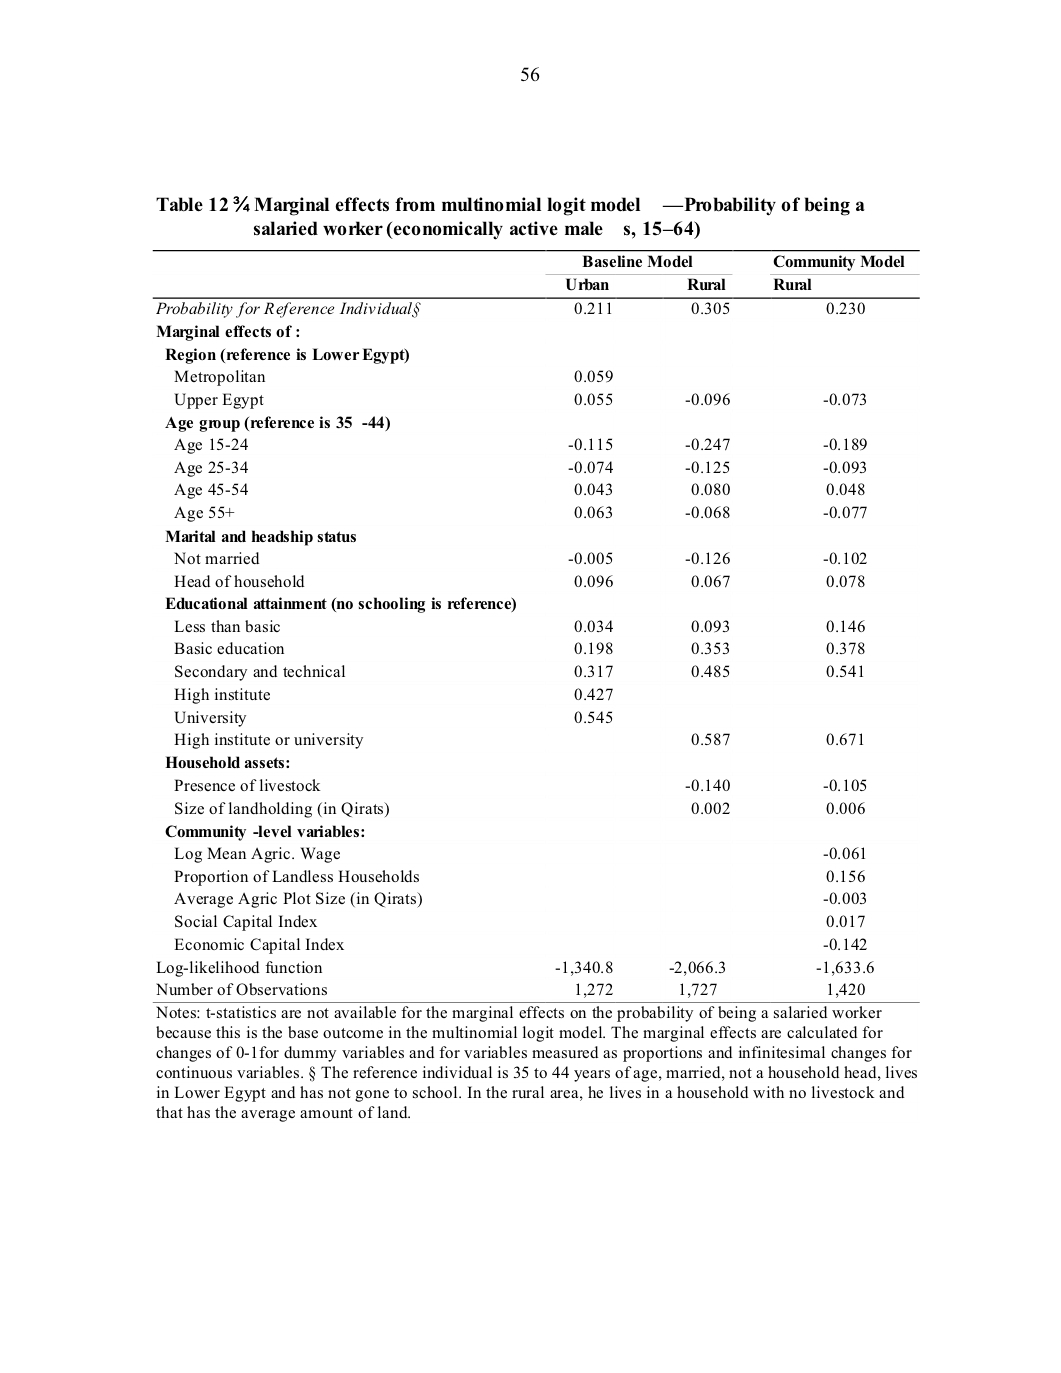 56
Table 12 ¾ Marginal effects from multinomial logit model —Probability of being a
salaried worker (economically active male s, 15–64)
Baseline Model Community Model
Urban Rural Rural
Probability for Reference Individual§ 0.211 0.305 0.230
Marginal effects of :
Region (reference is Lower Egypt)
Metropolitan 0.059
Upper Egypt 0.055 -0.096 -0.073
Age group (reference is 35 -44)
Age 15-24 -0.115 -0.247 -0.189
Age 25-34 -0.074 -0.125 -0.093
Age 45-54 0.043 0.080 0.048
Age 55+ 0.063 -0.068 -0.077
Marital and headship status
Not married -0.005 -0.126 -0.102
Head of household 0.096 0.067 0.078
Educational attainment (no schooling is reference)
Less than basic 0.034 0.093 0.146
Basic education 0.198 0.353 0.378
Secondary and technical 0.317 0.485 0.541
High institute 0.427
University 0.545
High institute or university 0.587 0.671
Household assets:
Presence of livestock -0.140 -0.105
Size of landholding (in Qirats) 0.002 0.006
Community -level variables:
Log Mean Agric. Wage -0.061
Proportion of Landless Households 0.156
Average Agric Plot Size (in Qirats) -0.003
Social Capital Index 0.017
Economic Capital Index -0.142
Log-likelihood function -1,340.8 -2,066.3 -1,633.6
Number of Observations 1,272 1,727 1,420
Notes: t-statistics are not available for the marginal effects on the probability of being a salaried worker
because this is the base outcome in the multinomial logit model. The marginal effects are calculated for
changes of 0-1for dummy variables and for variables measured as proportions and infinitesimal changes for
continuous variables. § The reference individual is 35 to 44 years of age, married, not a household head, lives
in Lower Egypt and has not gone to school. In the rural area, he lives in a household with no livestock and
that has the average amount of land.